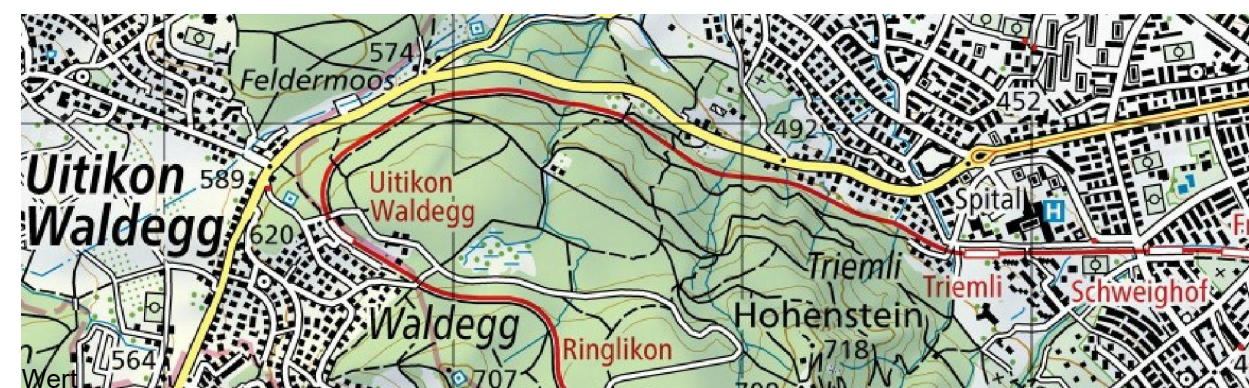 574
Feldermoos
452
492
Uitikon
Waldegg
589
Uitikon
Waldegg
Spital
H
620
Triemli
Triemli
Schweighof
Hohenstein
Waldegg
Ringlikon
718
564
707
Wert